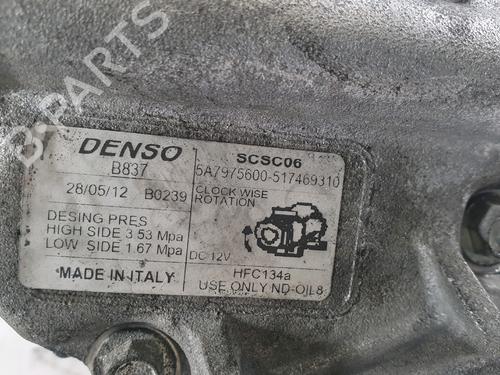 B-PARTS
DENSO
B837
28/05/12 B0239
DESING PRES
HIGH SIDE 3.53 Mpa
LOW SIDE 1.67 Mpa
MADE IN ITALY
SCSC06
5A7975600-517469310
CLOCK WISE
ROTATION
DC 12V
HFC134a
USE ONLY ND-OIL8